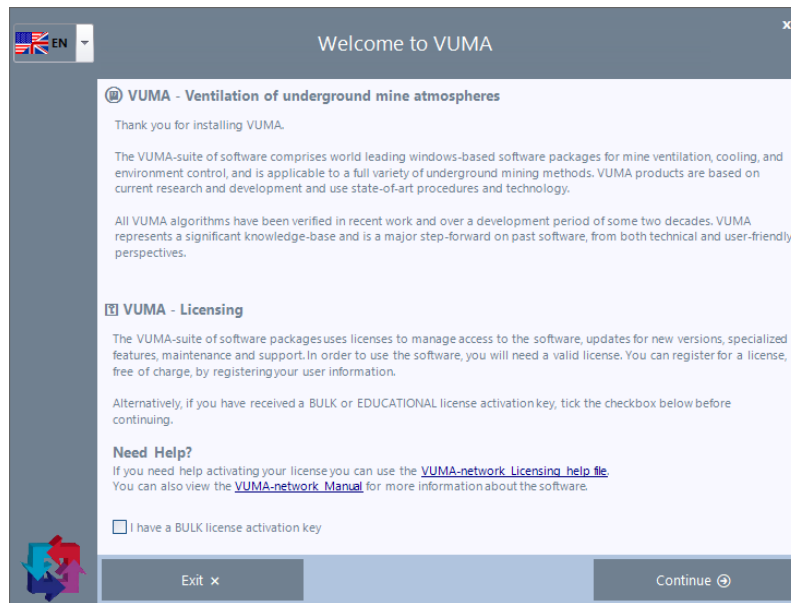 EN
Welcome to VUMA
x
VUMA - Ventilation of underground mine atmospheres
Thank you for installing VUMA.
The VUMA-suite of software comprises world leading windows-based software packages for mine ventilation, cooling, and
environment control, and is applicable to a full variety of underground mining methods. VUMA products are based on
current research and development and use state-of-art procedures and technology.
All VUMA algorithms have been verified in recent work and over a development period of some two decades. VUMA
represents a significant knowledge-base and is a major step-forward on past software, from both technical and user-friendly
perspectives.
VUMA - Licensing
The VUMA-suite of software packages uses licenses to manage access to the software, updates for new versions, specialized
features, maintenance and support. In order to use the software, you will need a valid license. You can register for a license,
free of charge, by registering your user information.
Alternatively, if you have received a BULK or EDUCATIONAL license activation key, tick the checkbox below before
continuing.
Need Help?
If you need help activating your license you can use the VUMA-network Licensing help file.
You can also view the VUMA-network Manual for more information about the software.
I have a BULK license activation key
Exit x
Continue